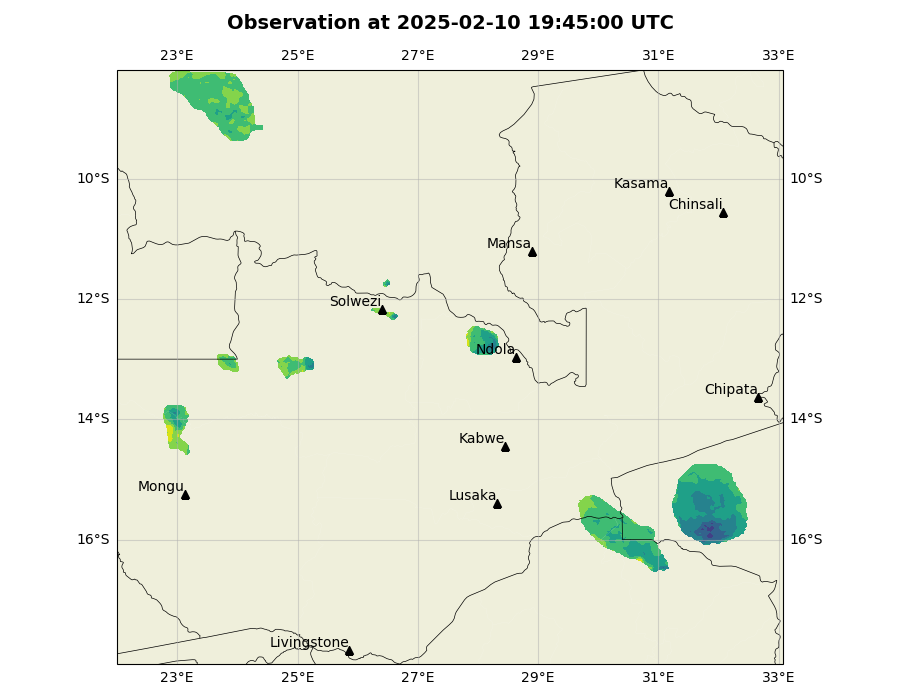 Observation at 2025-02-10 19:45:00 UTC
23°E 25°E 27°E 29°E 31°E 33°E
10°S 10°S
Kasama
Chinsali
Mansa
12°S 12°S
Solwezi
Ndola
Chipata
14°S 14°S
Kabwe
Mongu
Lusaka
16°S 16°S
Livingstone
23°E 25°E 27°E 29°E 31°E 33°E